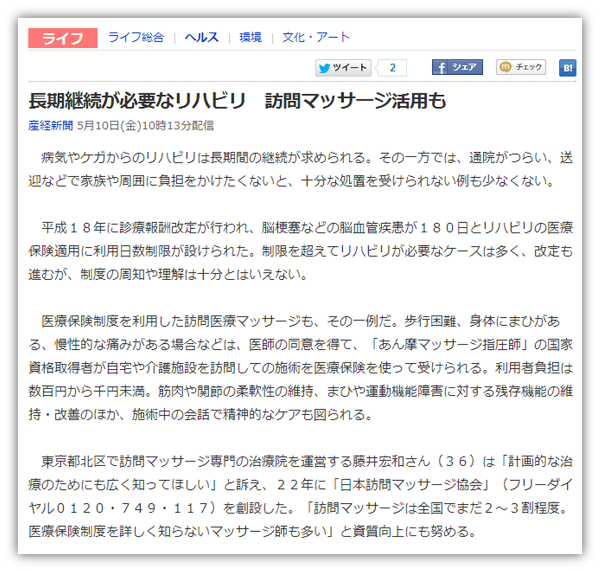 ライフ ライフ総合 | ヘルス | 環境 | 文化・アート
ツイート 2 シェア チェック B!
長期継続が必要なリハビリ　訪問マッサージ活用も
産経新聞 5月10日(金)10時13分配信
　病気やケガからのリハビリは長期間の継続が求められる。その一方では、通院がつらい、送
迎などで家族や周囲に負担をかけたくないと、十分な処置を受けられない例も少なくない。
　平成１８年に診療報酬改定が行われ、脳梗塞などの脳血管疾患が１８０日とリハビリの医療
保険適用に利用日数制限が設けられた。制限を超えてリハビリが必要なケースは多く、改定も
進むが、制度の周知や理解は十分とはいえない。
　医療保険制度を利用した訪問医療マッサージも、その一例だ。歩行困難、身体にまひがあ
る、慢性的な痛みがある場合などは、医師の同意を得て、「あん摩マッサージ指圧師」の国家
資格取得者が自宅や介護施設を訪問しての施術を医療保険を使って受けられる。利用者負担は
数百円から千円未満。筋肉や関節の柔軟性の維持、まひや運動機能障害に対する残存機能の維
持・改善のほか、施術中の会話で精神的なケアも図られる。
　東京都北区で訪問マッサージ専門の治療院を運営する藤井宏和さん（３６）は「計画的な治
療のためにも広く知ってほしい」と訴え、２２年に「日本訪問マッサージ協会」（フリーダイ
ヤル０１２０・７４９・１１７）を創設した。「訪問マッサージは全国でまだ２～３割程度。
医療保険制度を詳しく知らないマッサージ師も多い」と資質向上にも努める。